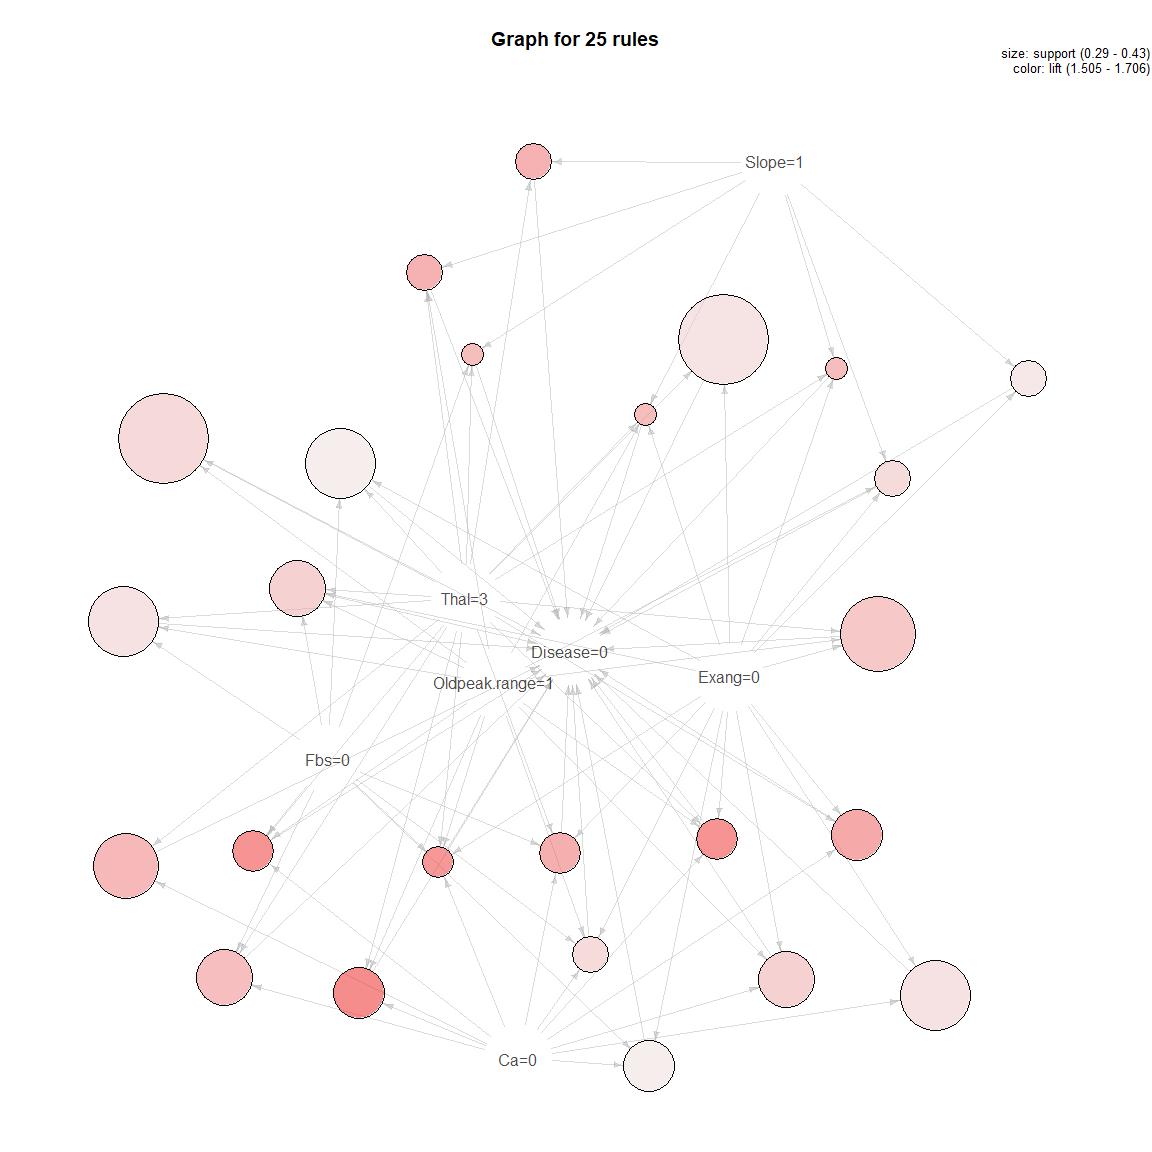 Graph for 25 rules
size: support (0.29 - 0.43)
color: lift (1.505 - 1.706)
Slope=1
Thal=3
Disease=0
Exang=0
Oldpeak.range=1
Fbs=0
Ca=0